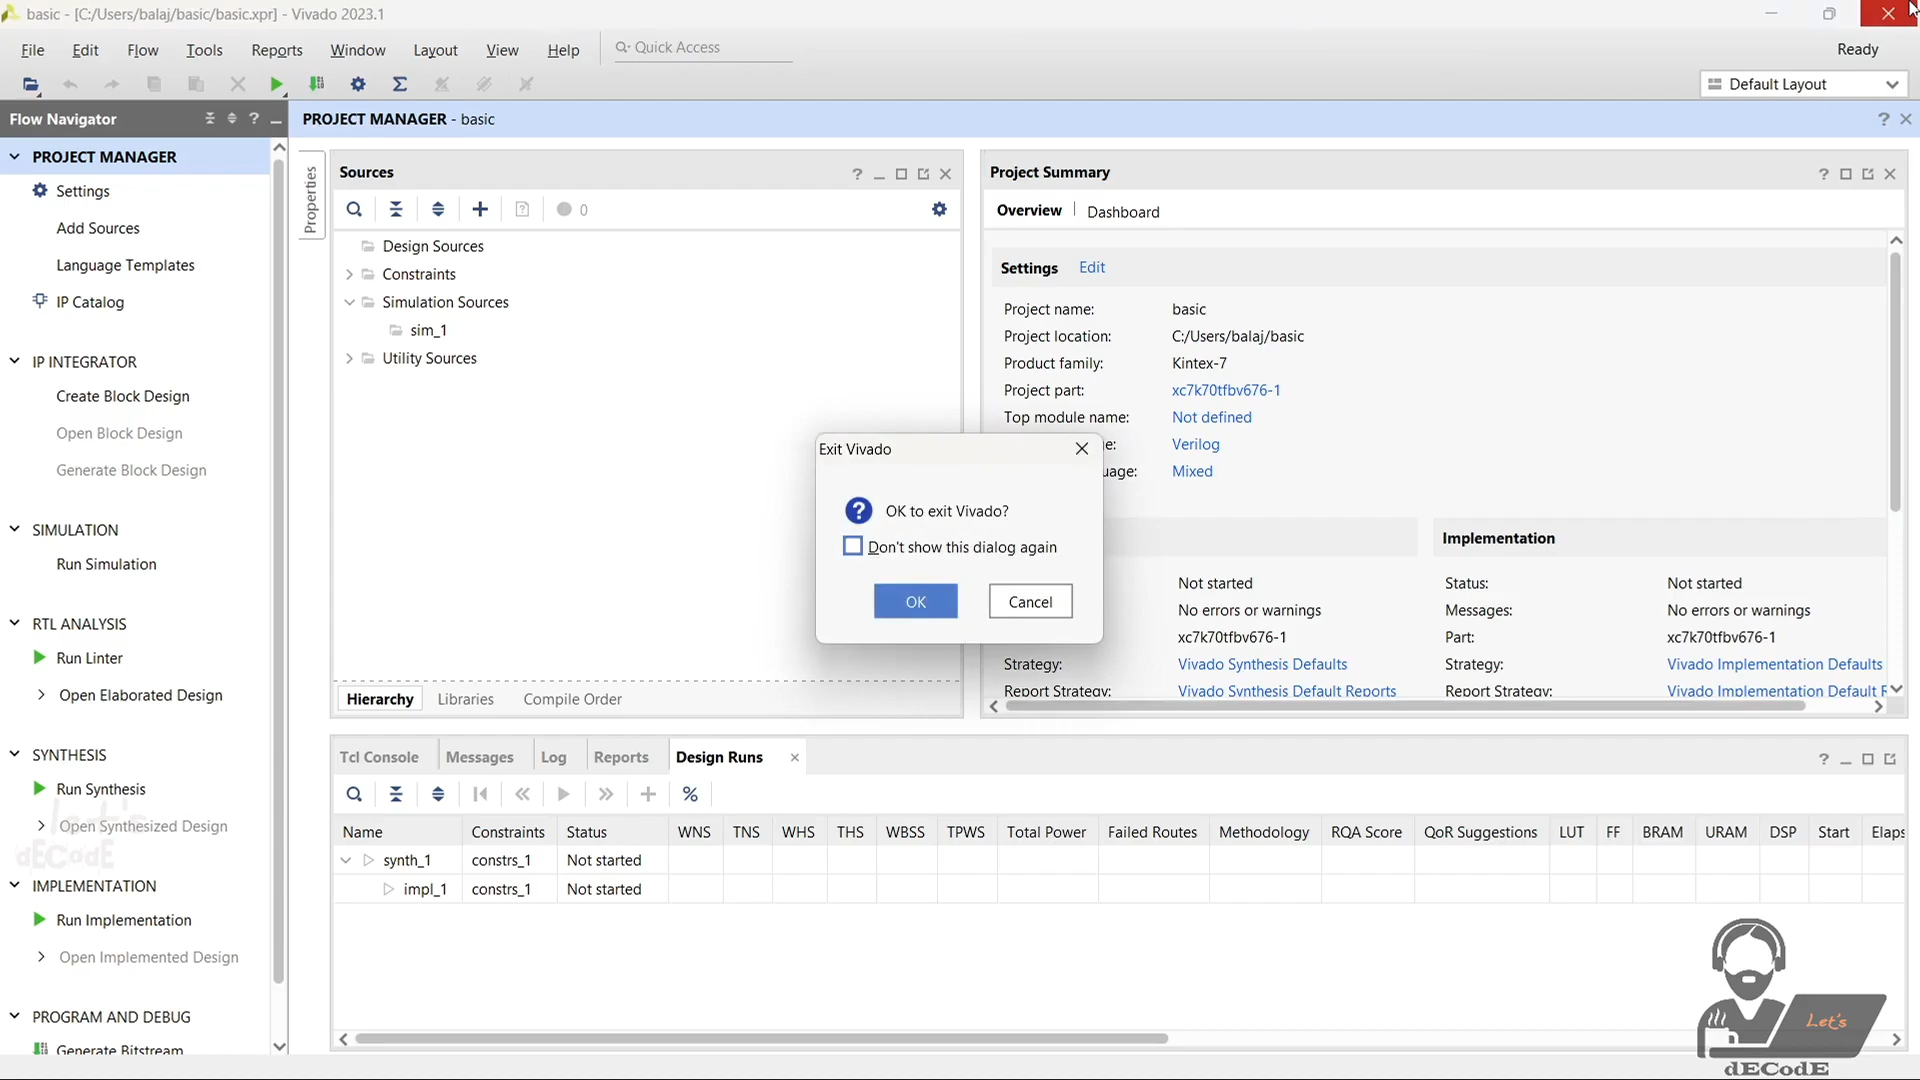 basic - [C:/Users/balaj/basic/basic.xpr] - Vivado 2023.1
File Edit Flow Tools Reports Window Layout View Help Quick Access Ready
Default Layout
Flow Navigator ? PROJECT MANAGER - basic ?
PROJECT MANAGER
Settings
Add Sources
Language Templates
IP Catalog
IP INTEGRATOR
Create Block Design
Open Block Design
Generate Block Design
SIMULATION
Run Simulation
RTL ANALYSIS
Run Linter
Open Elaborated Design
SYNTHESIS
Run Synthesis
Open Synthesized Design
IMPLEMENTATION
Run Implementation
Open Implemented Design
PROGRAM AND DEBUG
Generate Bitstream
let's
dECodE
Properties
Sources ?
? 0
Design Sources
Constraints
Simulation Sources
sim_1
Utility Sources
Hierarchy Libraries Compile Order
Project Summary ?
Overview Dashboard
Settings Edit
Project name: basic
Project location: C:/Users/balaj/basic
Product family: Kintex-7
Project part: xc7k70tfbv676-1
Top module name: Not defined
e: Verilog
uage: Mixed
Implementation
Not started Status: Not started
No errors or warnings Messages: No errors or warnings
xc7k70tfbv676-1 Part: xc7k70tfbv676-1
Strategy: Vivado Synthesis Defaults Strategy: Vivado Implementation Defaults
Report Strategy: Vivado Synthesis Default Reports Report Strategy: Vivado Implementation Default R
Exit Vivado
? OK to exit Vivado?
Don't show this dialog again
OK Cancel
Tcl Console Messages Log Reports Design Runs ?
%
Name Constraints Status WNS TNS WHS THS WBSS TPWS Total Power Failed Routes Methodology RQA Score QoR Suggestions LUT FF BRAM URAM DSP Start Elaps
synth_1 constrs_1 Not started
impl_1 constrs_1 Not started
Let's
dECodE